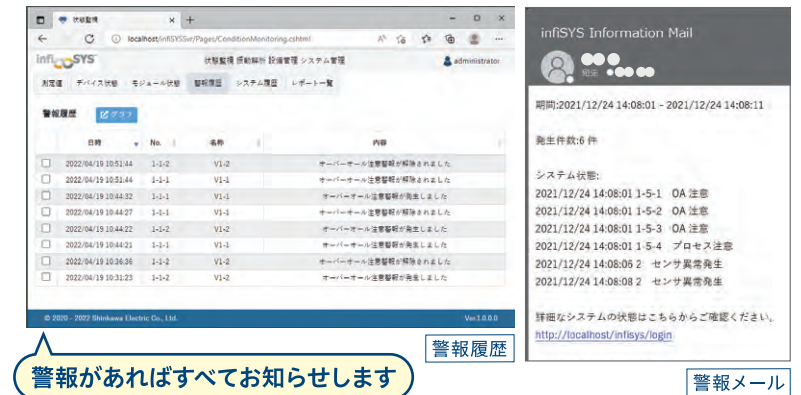 状態監視
localhost/infiSYSSvr/Pages/ConditionMonitoring.cshtml
infiSYS
状態監視 振動解析 設備管理 システム管理
administrator
測定値 デバイス状態 モジュール状態 警報履歴 システム履歴 レポート一覧
警報履歴 グラフ
日時 No. 名称 内容
2022/04/19 10:51:44 1-1-2 V1-2 オーバーオール注意警報が解除されました
2022/04/19 10:51:44 1-1-1 V1-1 オーバーオール注意警報が解除されました
2022/04/19 10:44:32 1-1-1 V1-1 オーバーオール注意警報が発生しました
2022/04/19 10:44:27 1-1-1 V1-1 オーバーオール注意警報が解除されました
2022/04/19 10:44:22 1-1-2 V1-2 オーバーオール注意警報が発生しました
2022/04/19 10:44:21 1-1-1 V1-1 オーバーオール注意警報が発生しました
2022/04/19 10:36:36 1-1-2 V1-2 オーバーオール注意警報が解除されました
2022/04/19 10:31:23 1-1-2 V1-2 オーバーオール注意警報が発生しました
© 2020 - 2022 Shinkawa Electric Co., Ltd. Ver.1.0.0.0
警報履歴
警報があればすべてお知らせします
infiSYS Information Mail
宛先
期間:2021/12/24 14:08:01 - 2021/12/24 14:08:11
発生件数:6 件
システム状態:
2021/12/24 14:08:01 1-5-1 OA 注意
2021/12/24 14:08:01 1-5-2 OA 注意
2021/12/24 14:08:01 1-5-3 OA 注意
2021/12/24 14:08:01 1-5-4 プロセス注意
2021/12/24 14:08:06 2 センサ異常発生
2021/12/24 14:08:08 2 センサ異常発生
詳細なシステムの状態はこちらからご確認ください。
http://localhost/infisys/login
警報メール